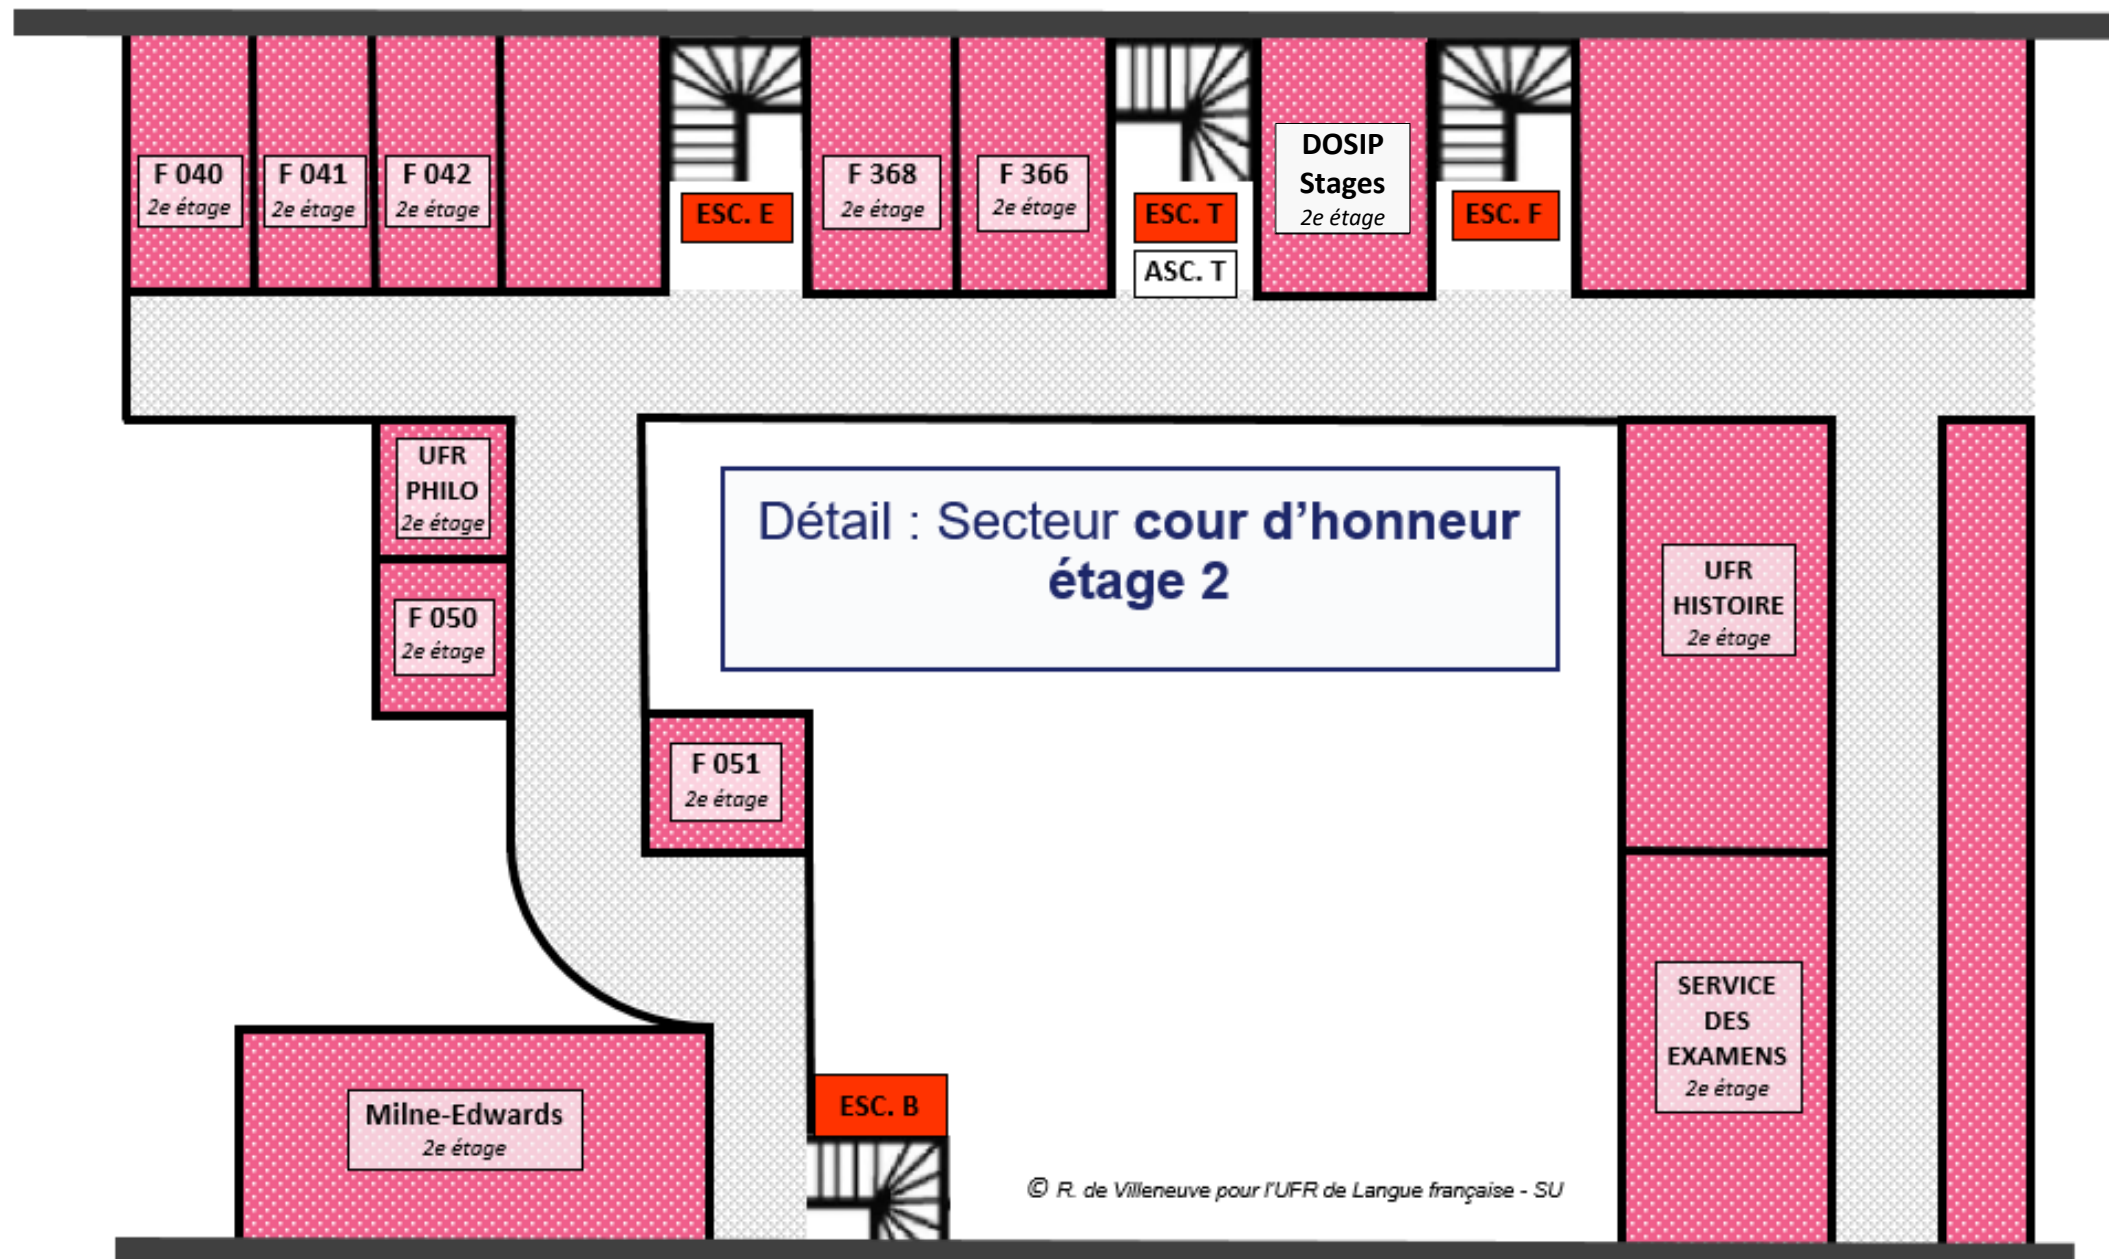 F 040
2e étage
F 041
2e étage
F 042
2e étage
ESC. E
F 368
2e étage
F 366
2e étage
ESC. T
ASC. T
DOSIP
Stages
2e étage
ESC. F
UFR
PHILO
2e étage
F 050
2e étage
Détail : Secteur cour d’honneur
étage 2
UFR
HISTOIRE
2e étage
F 051
2e étage
SERVICE
DES
EXAMENS
2e étage
Milne-Edwards
2e étage
ESC. B
© R. de Villeneuve pour l'UFR de Langue française - SU